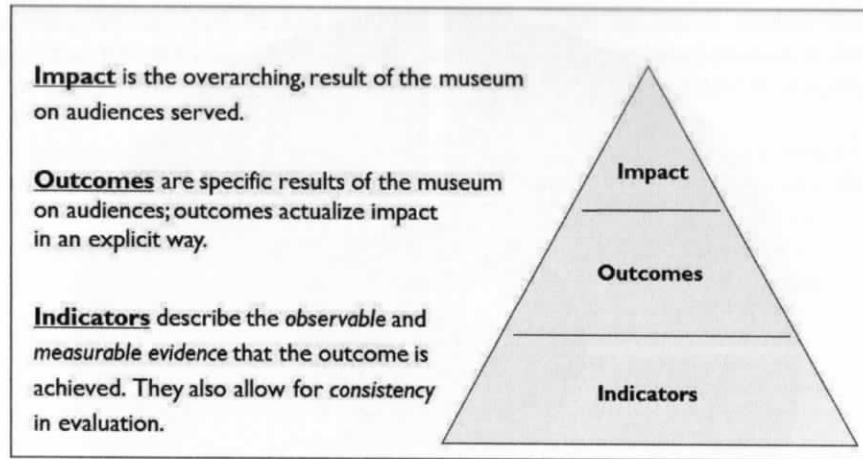 Impact is the overarching, result of the museum
on audiences served.
Outcomes are specific results of the museum
on audiences; outcomes actualize impact
in an explicit way.
Indicators describe the observable and
measurable evidence that the outcome is
achieved. They also allow for consistency
in evaluation.
Impact
Outcomes
Indicators